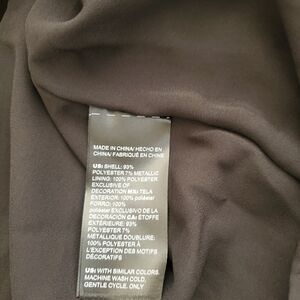 MADE IN CHINA/ HECHO EN
CHINA/ FABRIQUÉ EN CHINE
US: SHELL: 93%
POLYESTER 7% METALLIC
LINING: 100% POLYESTER
EXCLUSIVE OF
DECORATION MX: TELA
EXTERIOR: 100% poliéster
FORRO: 100%
poliéster EXCLUSIVO DE LA
DECORACIÓN CA: ÉTOFFE
EXTÉRIEURE: 93%
POLYESTER 7%
MÉTALLIQUE DOUBLURE:
100% POLYESTER À
L'EXCEPTION DES MOTIFS
DÉCORATIFS
US: WITH SIMILAR COLORS.
MACHINE WASH COLD,
GENTLE CYCLE. ONLY